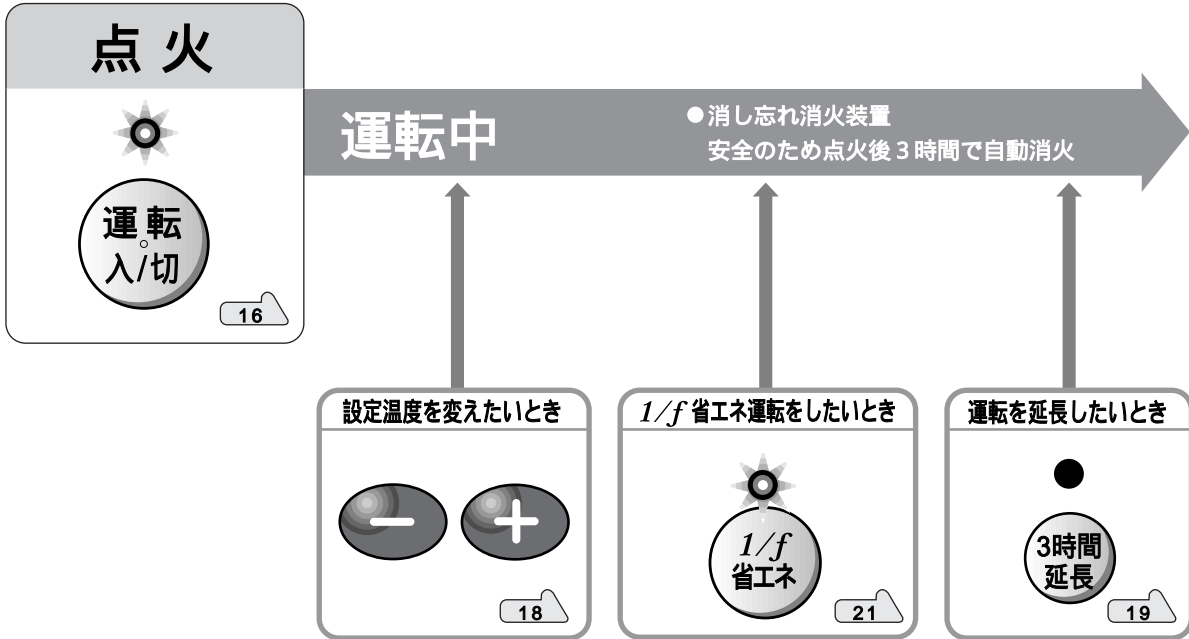 点火
運転
入/切
16
運転中
●消し忘れ消火装置
安全のため点火後3時間で自動消火
設定温度を変えたいとき
− +
18
1/f 省エネ運転をしたいとき
1/f
省エネ
21
運転を延長したいとき
3時間
延長
19